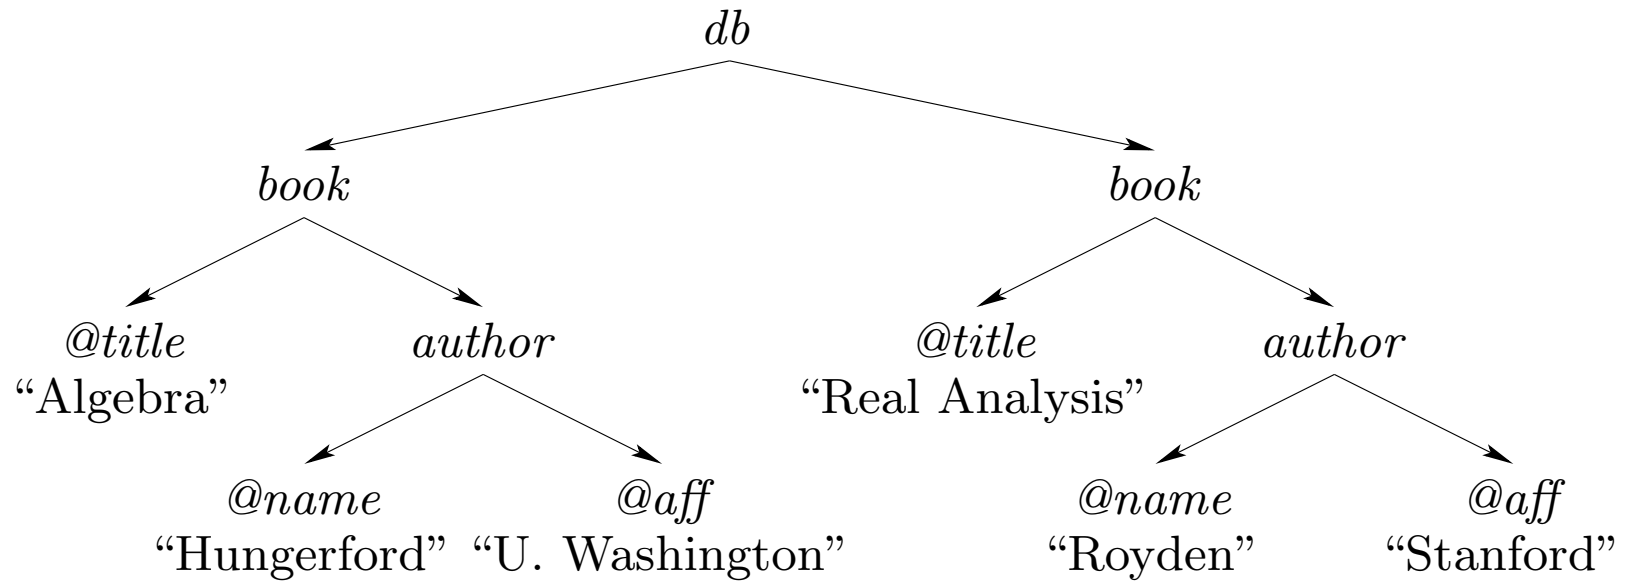 db
book book
@title author @title author
“Algebra” “Real Analysis”
@name @aff @name @aff
“Hungerford” “U. Washington” “Royden” “Stanford”